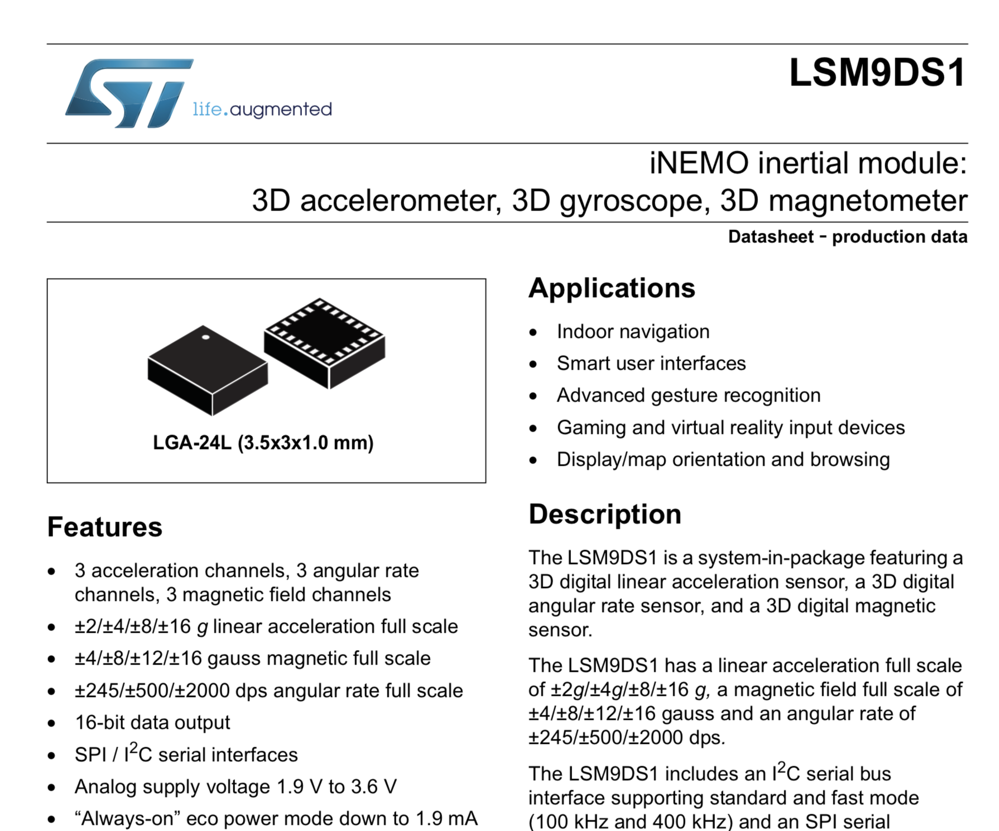 LSM9DS1
life.augmented
iNEMO inertial module:
3D accelerometer, 3D gyroscope, 3D magnetometer
Datasheet - production data
LGA-24L (3.5x3x1.0 mm)
Features
• 3 acceleration channels, 3 angular rate
channels, 3 magnetic field channels
• ±2/±4/±8/±16 g linear acceleration full scale
• ±4/±8/±12/±16 gauss magnetic full scale
• ±245/±500/±2000 dps angular rate full scale
• 16-bit data output
• SPI / I²C serial interfaces
• Analog supply voltage 1.9 V to 3.6 V
• “Always-on” eco power mode down to 1.9 mA
Applications
• Indoor navigation
• Smart user interfaces
• Advanced gesture recognition
• Gaming and virtual reality input devices
• Display/map orientation and browsing
Description
The LSM9DS1 is a system-in-package featuring a
3D digital linear acceleration sensor, a 3D digital
angular rate sensor, and a 3D digital magnetic
sensor.
The LSM9DS1 has a linear acceleration full scale
of ±2g/±4g/±8/±16 g, a magnetic field full scale of
±4/±8/±12/±16 gauss and an angular rate of
±245/±500/±2000 dps.
The LSM9DS1 includes an I²C serial bus
interface supporting standard and fast mode
(100 kHz and 400 kHz) and an SPI serial